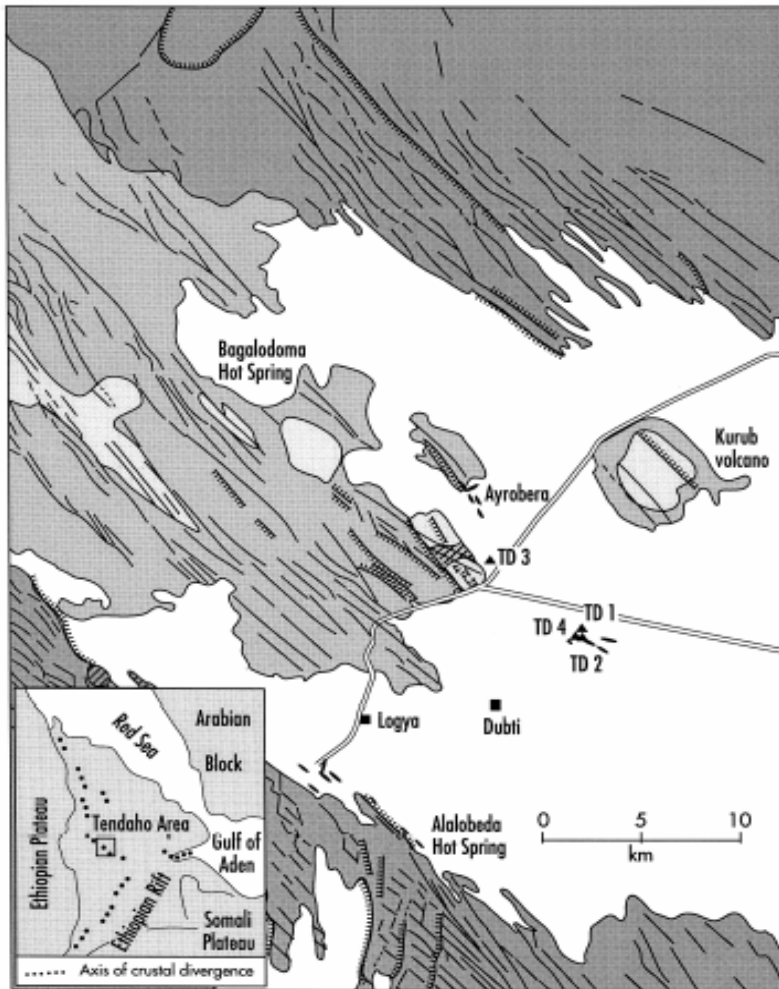 Bagalodoma
Hot Spring
Kurub
volcano
Ayrobera
TD 3
TD 1
TD 4
TD 2
Logya
Dubti
Alalobeda
Hot Spring
0 5 10
km
Red Sea
Arabian
Block
Ethiopian Plateau
Tendaho Area
Gulf of
Aden
Ethiopian Rift
Somali
Plateau
Axis of crustal divergence